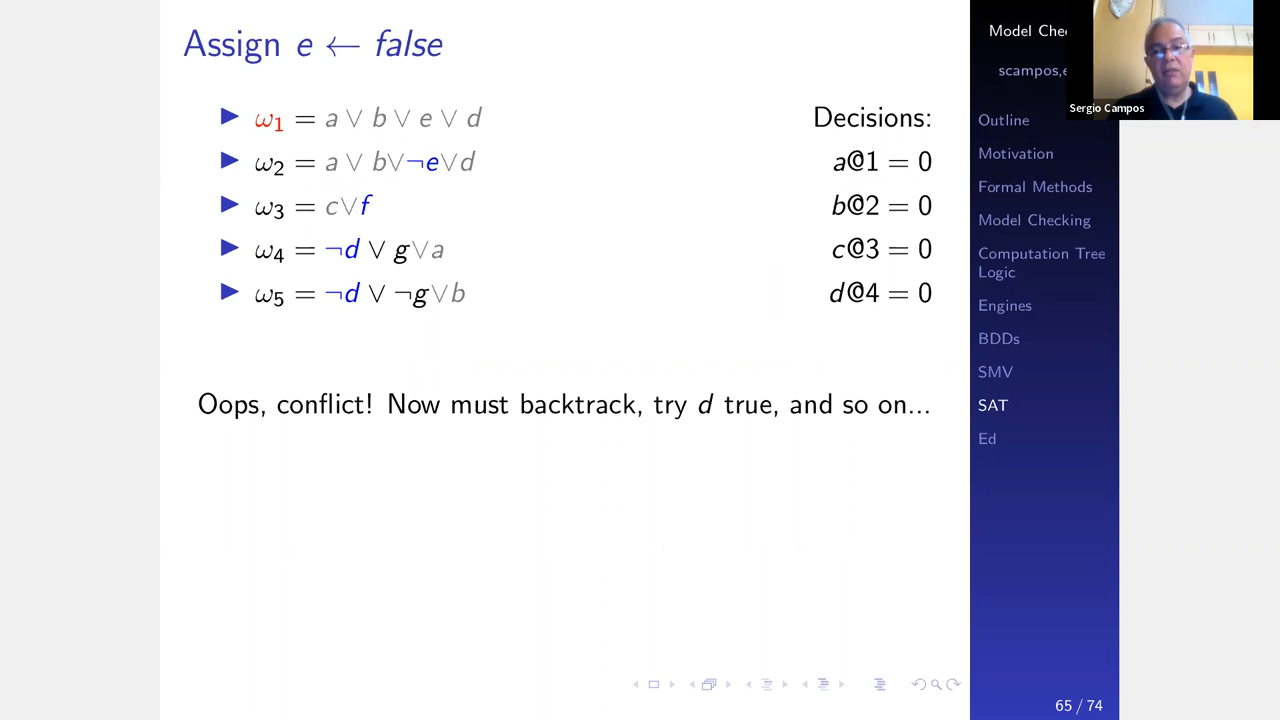 Assign e ← false
ω1 = a ∨ b ∨ e ∨ d
ω2 = a ∨ b∨¬e∨d
ω3 = c∨f
ω4 = ¬d ∨ g∨a
ω5 = ¬d ∨ ¬g∨b
Decisions:
a@1 = 0
b@2 = 0
c@3 = 0
d@4 = 0
Oops, conflict! Now must backtrack, try d true, and so on...
Model Che
scampos,e
Sergio Campos
Outline
Motivation
Formal Methods
Model Checking
Computation Tree
Logic
Engines
BDDs
SMV
SAT
Ed
65 / 74